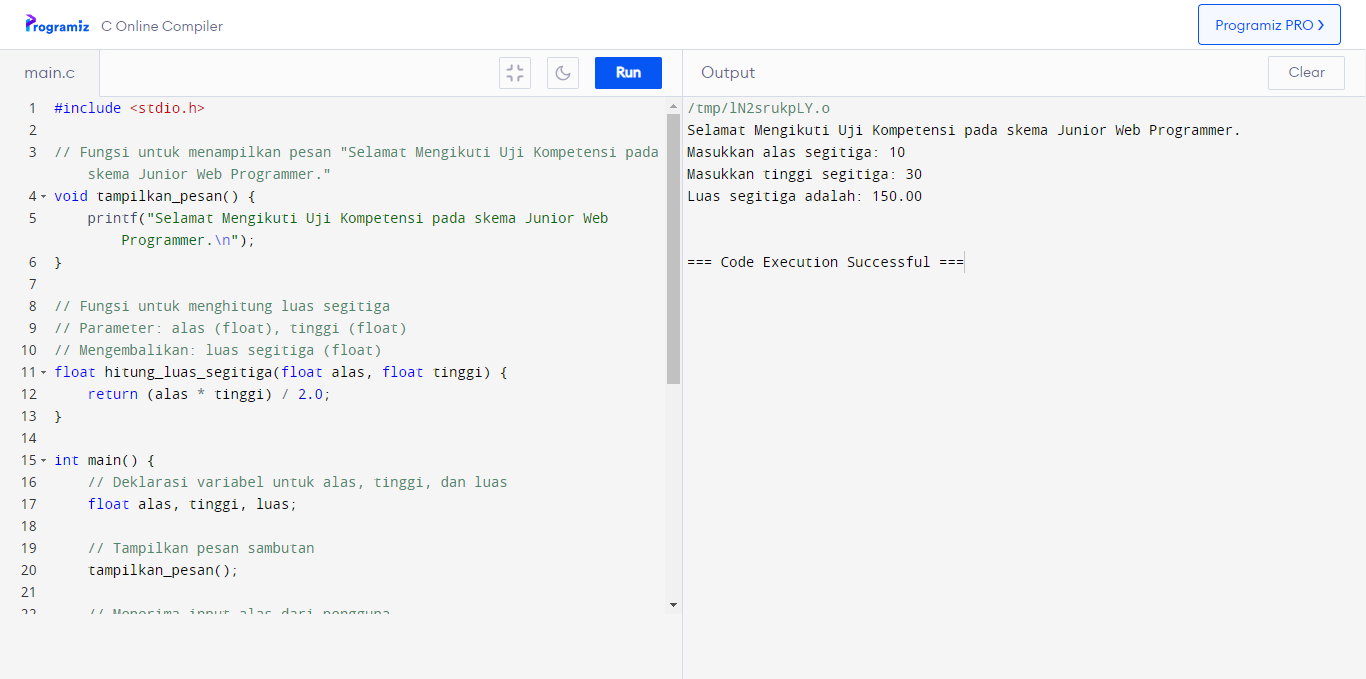 Programiz C Online Compiler
Programiz PRO
main.c
Run
Output
Clear
1 #include <stdio.h>
2
3 // Fungsi untuk menampilkan pesan "Selamat Mengikuti Uji Kompetensi pada
skema Junior Web Programmer."
4 void tampilkan_pesan() {
5 printf("Selamat Mengikuti Uji Kompetensi pada skema Junior Web
Programmer.\n");
6 }
7
8 // Fungsi untuk menghitung luas segitiga
9 // Parameter: alas (float), tinggi (float)
10 // Mengembalikan: luas segitiga (float)
11 float hitung_luas_segitiga(float alas, float tinggi) {
12 return (alas * tinggi) / 2.0;
13 }
14
15 int main() {
16 // Deklarasi variabel untuk alas, tinggi, dan luas
17 float alas, tinggi, luas;
18
19 // Tampilkan pesan sambutan
20 tampilkan_pesan();
21
22 // Menerima input alas dari pengguna
/tmp/lN2srukpLY.o
Selamat Mengikuti Uji Kompetensi pada skema Junior Web Programmer.
Masukkan alas segitiga: 10
Masukkan tinggi segitiga: 30
Luas segitiga adalah: 150.00
=== Code Execution Successful ===